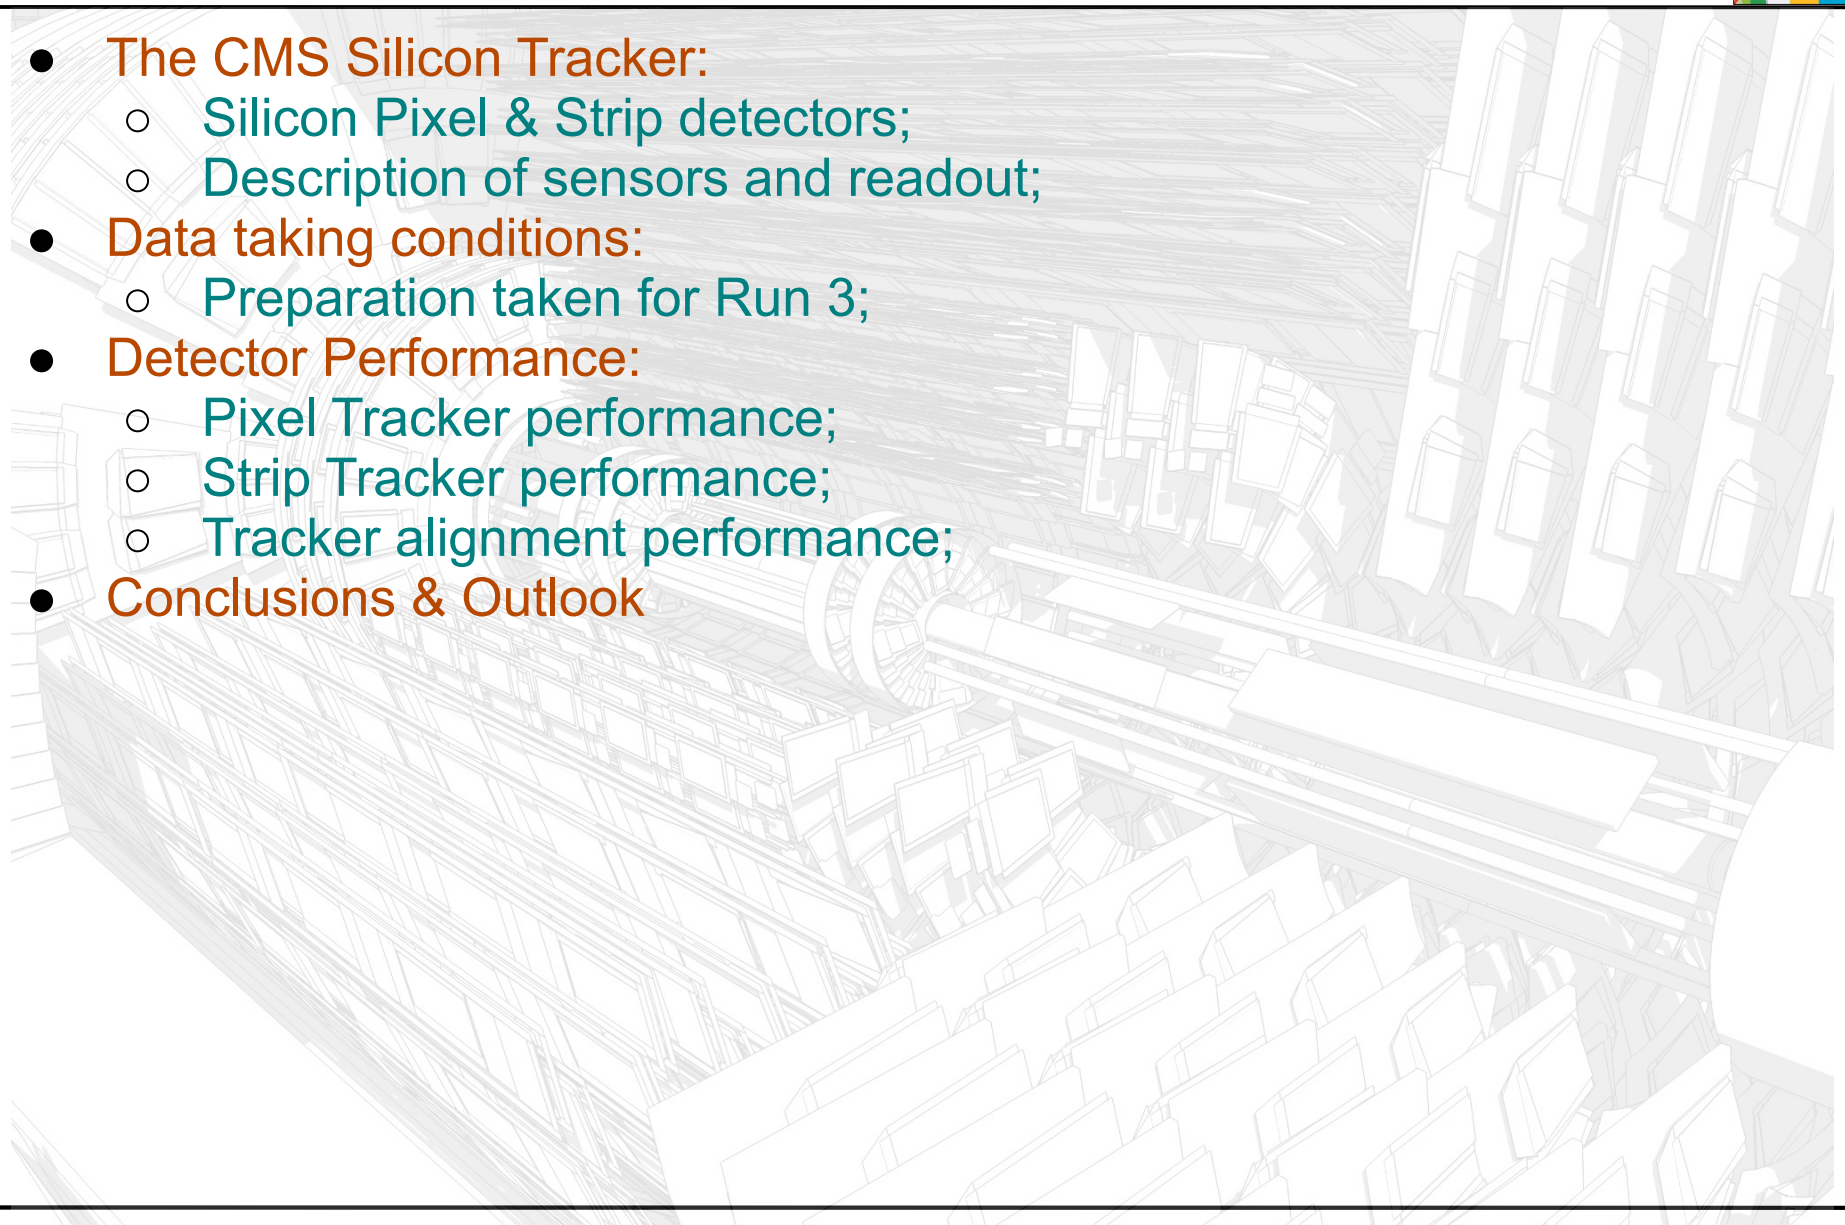 ● The CMS Silicon Tracker:
○ Silicon Pixel & Strip detectors;
○ Description of sensors and readout;
● Data taking conditions:
○ Preparation taken for Run 3;
● Detector Performance:
○ Pixel Tracker performance;
○ Strip Tracker performance;
○ Tracker alignment performance;
● Conclusions & Outlook